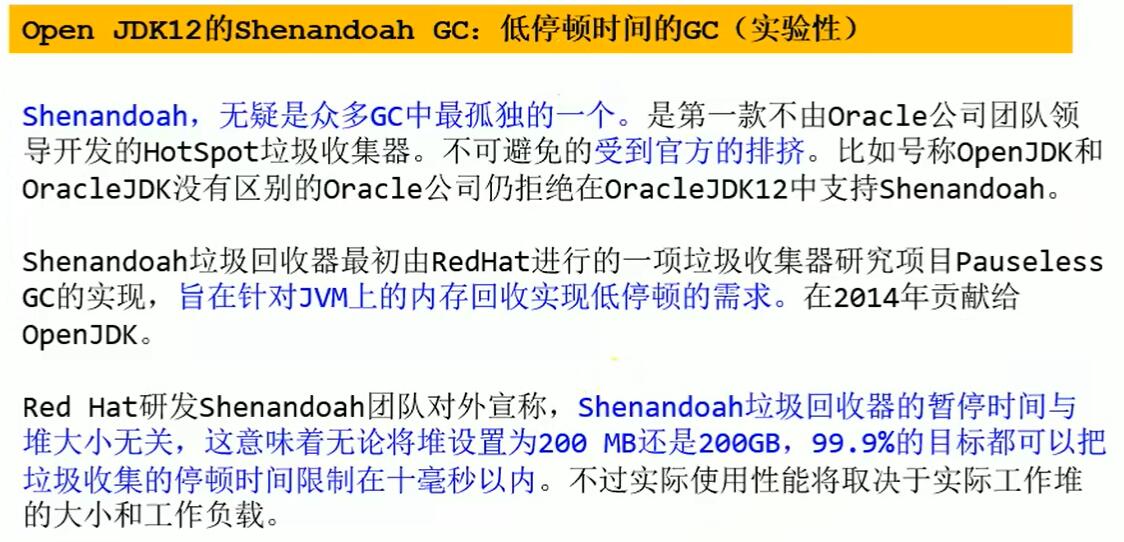 Open JDK12的Shenandoah GC：低停顿时间的GC（实验性）
Shenandoah，无疑是众多GC中最孤独的一个。是第一款不由Oracle公司团队领
导开发的HotSpot垃圾收集器。不可避免的受到官方的排挤。比如号称OpenJDK和
OracleJDK没有区别的Oracle公司仍拒绝在OracleJDK12中支持Shenandoah。
Shenandoah垃圾回收器最初由RedHat进行的一项垃圾收集器研究项目Pauseless
GC的实现，旨在针对JVM上的内存回收实现低停顿的需求。在2014年贡献给
OpenJDK。
Red Hat研发Shenandoah团队对外宣称，Shenandoah垃圾回收器的暂停时间与
堆大小无关，这意味着无论将堆设置为200 MB还是200GB，99.9%的目标都可以把
垃圾收集的停顿时间限制在十毫秒以内。不过实际使用性能将取决于实际工作堆
的大小和工作负载。